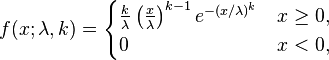 f(x;λ,k) = { k/λ (x/λ)^{k−1} e^{−(x/λ)^k}   x ≥ 0,
0   x < 0,